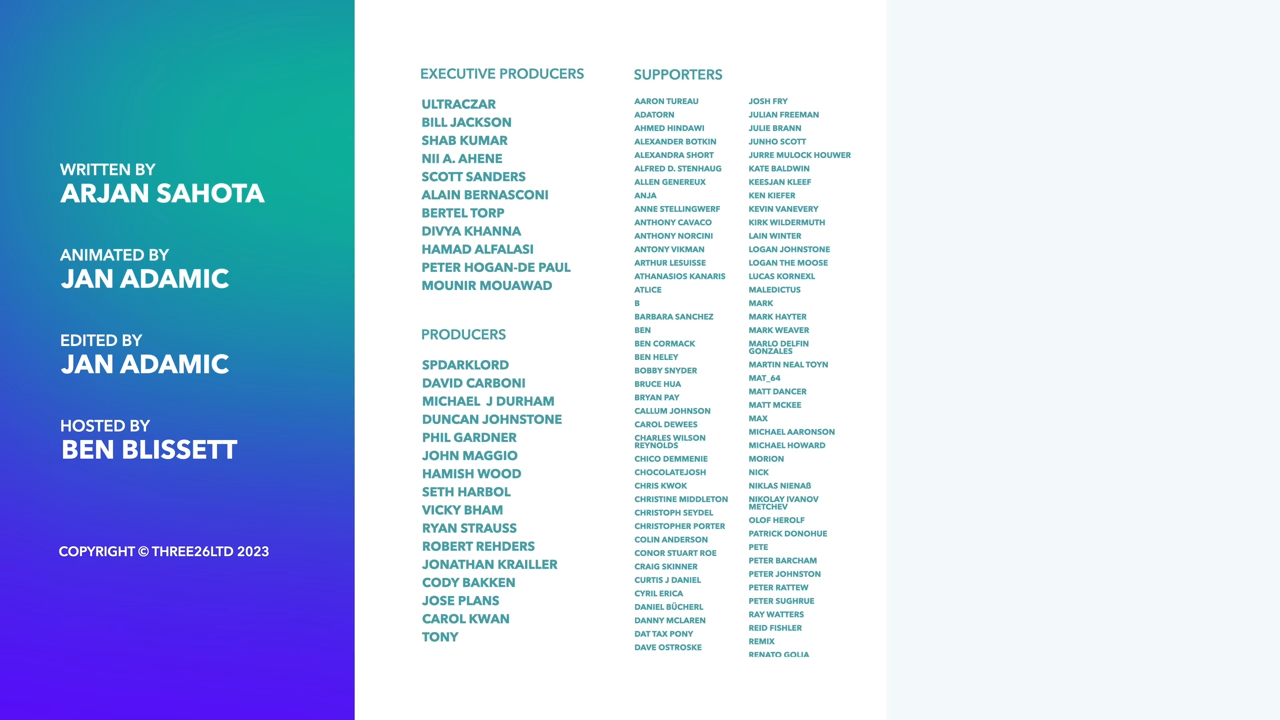 WRITTEN BY
ARJAN SAHOTA
ANIMATED BY
JAN ADAMIC
EDITED BY
JAN ADAMIC
HOSTED BY
BEN BLISSETT
COPYRIGHT © THREE26LTD 2023
EXECUTIVE PRODUCERS
ULTRACZAR
BILL JACKSON
SHAB KUMAR
NII A. AHENE
SCOTT SANDERS
ALAIN BERNASCONI
BERTEL TORP
DIVYA KHANNA
HAMAD ALFALASI
PETER HOGAN-DE PAUL
MOUNIR MOUAWAD
PRODUCERS
SPDARKLORD
DAVID CARBONI
MICHAEL J DURHAM
DUNCAN JOHNSTONE
PHIL GARDNER
JOHN MAGGIO
HAMISH WOOD
SETH HARBOL
VICKY BHAM
RYAN STRAUSS
ROBERT REHDERS
JONATHAN KRAILLER
CODY BAKKEN
JOSE PLANS
CAROL KWAN
TONY
SUPPORTERS
AARON TUREAU
ADATORN
AHMED HINDAWI
ALEXANDER BOTKIN
ALEXANDRA SHORT
ALFRED D. STENHAUG
ALLEN GENEREUX
ANJA
ANNE STELLINGWERF
ANTHONY CAVACO
ANTHONY NORCINI
ANTONY VIKMAN
ARTHUR LESUISSE
ATHANASIOS KANARIS
ATLICE
B
BARBARA SANCHEZ
BEN
BEN CORMACK
BEN HELEY
BOBBY SNYDER
BRUCE HUA
BRYAN PAY
CALLUM JOHNSON
CAROL DEWEES
CHARLES WILSON
REYNOLDS
CHICO DEMMENIE
CHOCOLATEJOSH
CHRIS KWOK
CHRISTINE MIDDLETON
CHRISTOPH SEYDEL
CHRISTOPHER PORTER
COLIN ANDERSON
CONOR STUART ROE
CRAIG SKINNER
CURTIS J DANIEL
CYRIL ERICA
DANIEL BÜCHERL
DANNY MCLAREN
DAT TAX PONY
DAVE OSTROSKE
JOSH FRY
JULIAN FREEMAN
JULIE BRANN
JUNHO SCOTT
JURRE MULOCK HOUWER
KATE BALDWIN
KEESJAN KLEEF
KEN KIEFER
KEVIN VANEVERY
KIRK WILDERMUTH
LAIN WINTER
LOGAN JOHNSTONE
LOGAN THE MOOSE
LUCAS KORNEXL
MALEDICTUS
MARK
MARK HAYTER
MARK WEAVER
MARLO DELFIN
GONZALES
MARTIN NEAL TOYN
MAT_64
MATT DANCER
MATT MCKEE
MAX
MICHAEL AARONSON
MICHAEL HOWARD
MORION
NICK
NIKLAS NIENAß
NIKOLAY IVANOV
METCHEV
OLOF HEROLF
PATRICK DONOHUE
PETE
PETER BARCHAM
PETER JOHNSTON
PETER RATTEW
PETER SUGHRUE
RAY WATTERS
REID FISHLER
REMIX
RENATO GOLIA